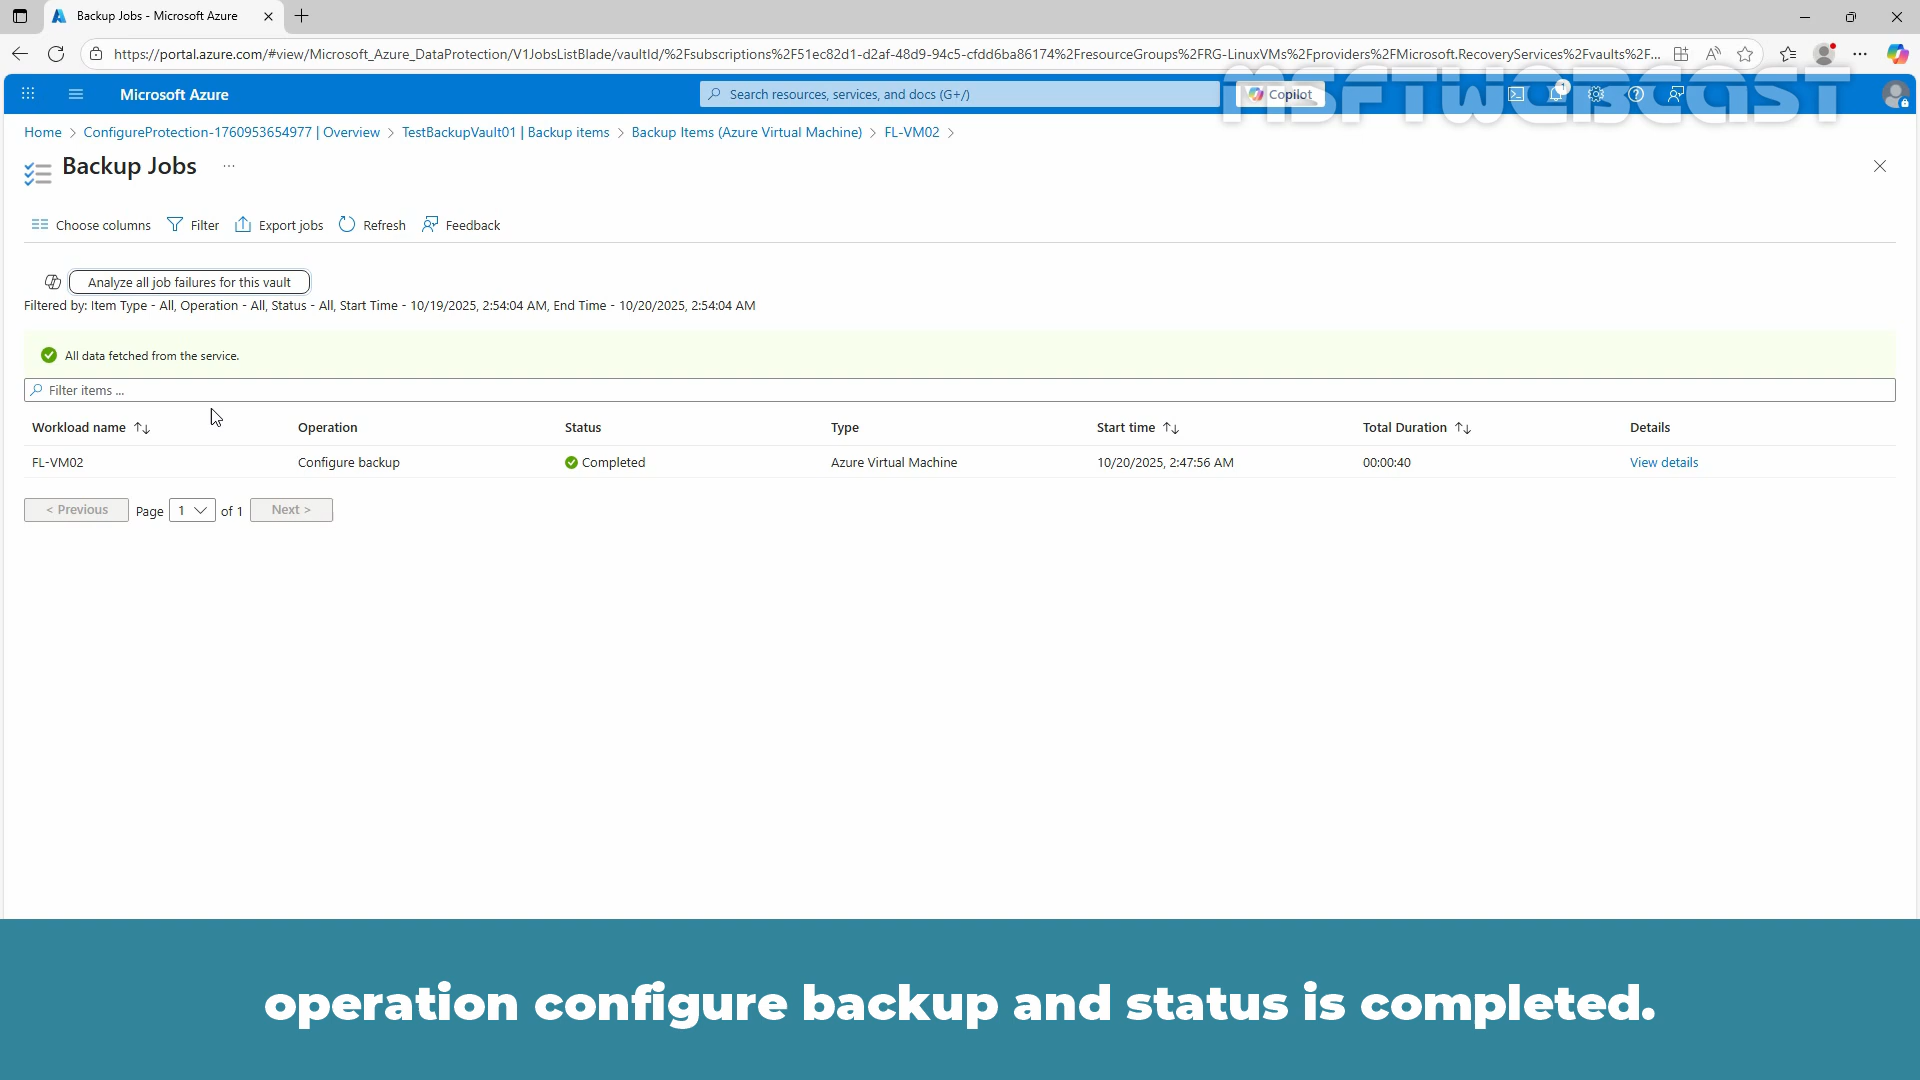 Backup Jobs - Microsoft Azure
https://portal.azure.com/#view/Microsoft_Azure_DataProtection/V1JobsListBlade/vaultId/%2Fsubscriptions%2F51ec82d1-d2af-48d9-94c5-cfdd6ba86174%2FresourceGroups%2FRG-LinuxVMs%2Fproviders%2FMicrosoft.RecoveryServices%2Fvaults%2F...
Microsoft Azure
Search resources, services, and docs (G+/)
Copilot
1
MSFTWEBCAST
Home > ConfigureProtection-1760953654977 | Overview > TestBackupVault01 | Backup items > Backup Items (Azure Virtual Machine) > FL-VM02 >
Backup Jobs ...
Choose columns Filter Export jobs Refresh Feedback
Analyze all job failures for this vault
Filtered by: Item Type - All, Operation - All, Status - All, Start Time - 10/19/2025, 2:54:04 AM, End Time - 10/20/2025, 2:54:04 AM
All data fetched from the service.
Filter items ...
Workload name Operation Status Type Start time Total Duration Details
FL-VM02 Configure backup Completed Azure Virtual Machine 10/20/2025, 2:47:56 AM 00:00:40 View details
< Previous Page 1 of 1 Next >
operation configure backup and status is completed.